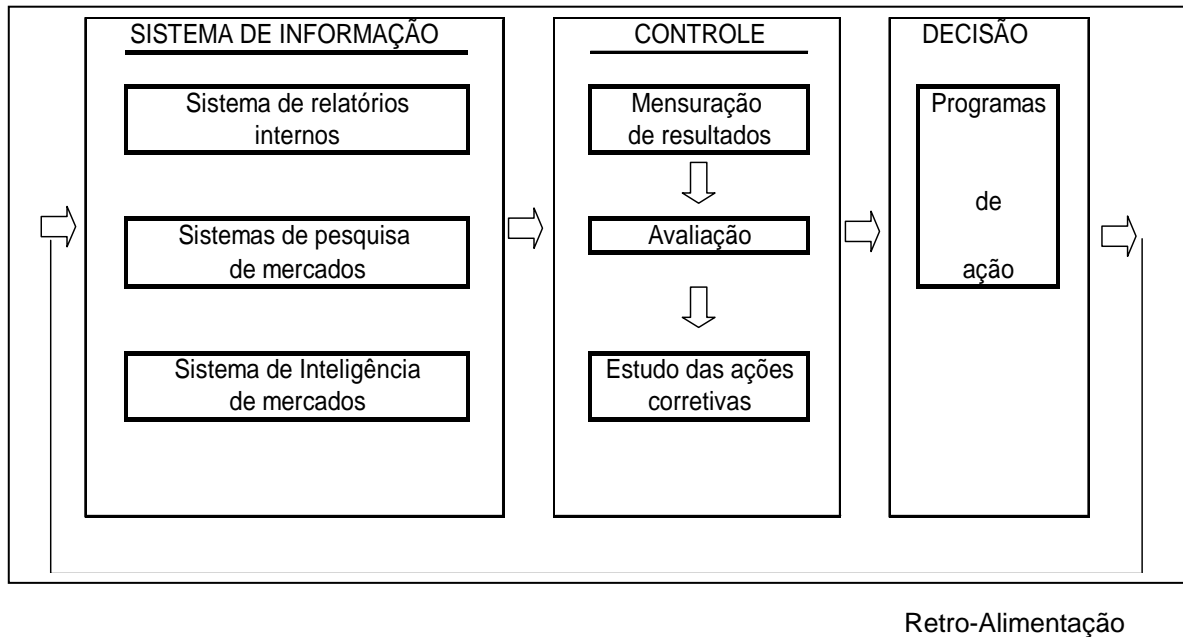 SISTEMA DE INFORMAÇÃO
Sistema de relatórios
internos
Sistemas de pesquisa
de mercados
Sistema de Inteligência
de mercados
CONTROLE
Mensuração
de resultados
Avaliação
Estudo das ações
corretivas
DECISÃO
Programas
de
ação
Retro-Alimentação